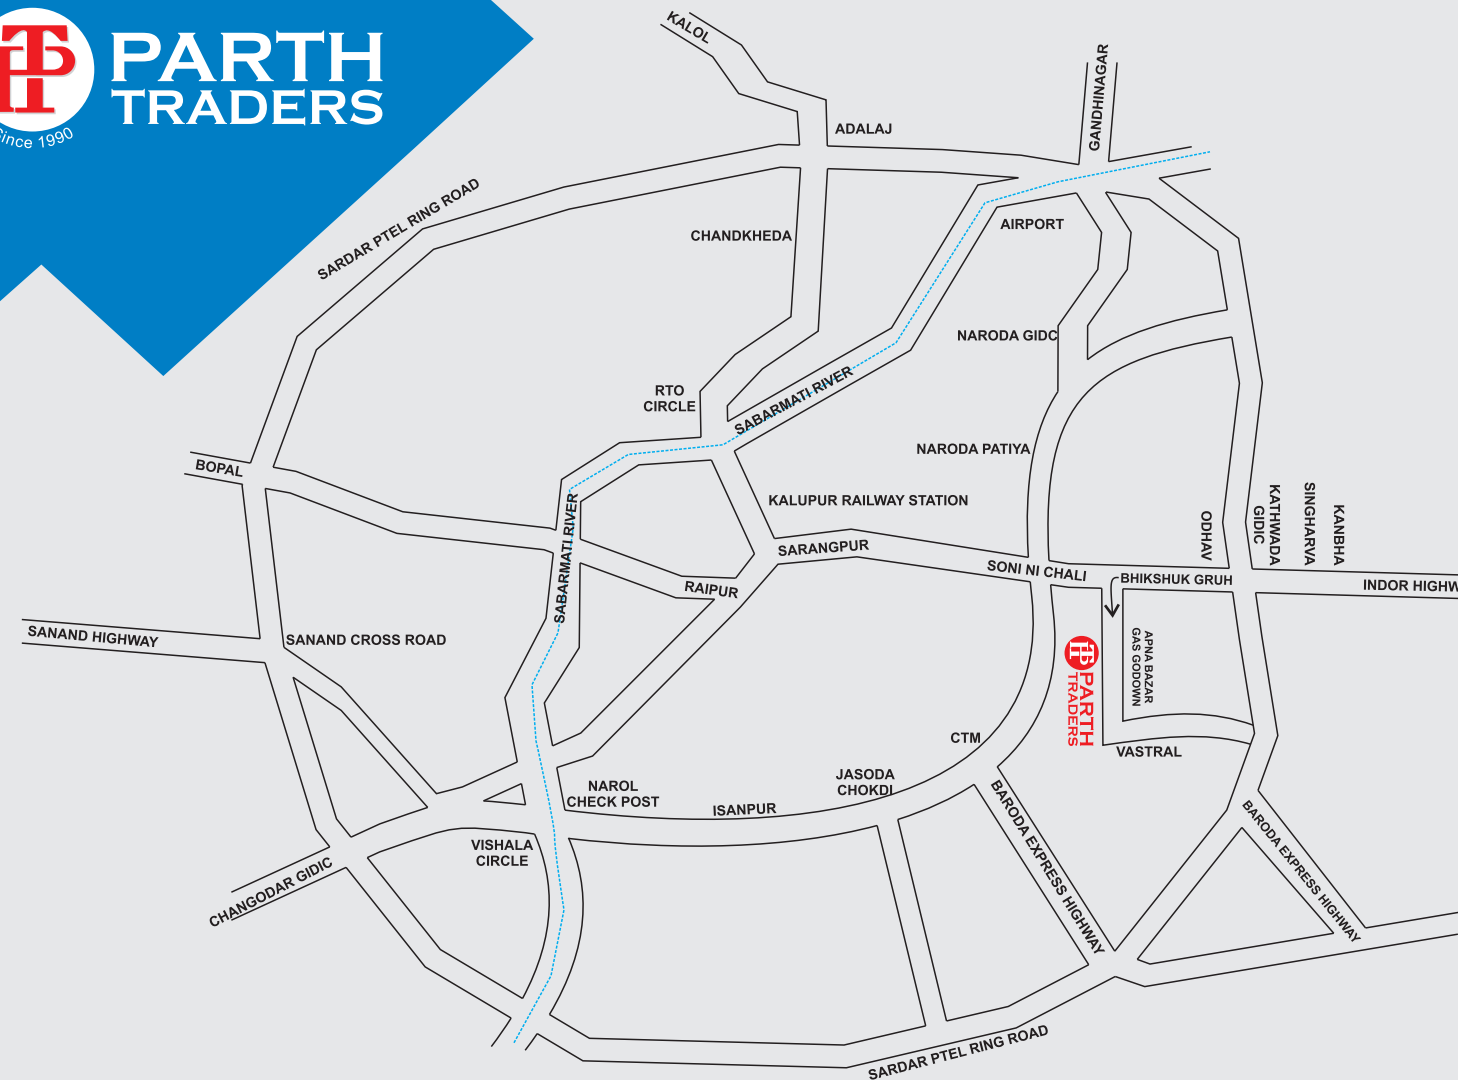 TP
PARTH
TRADERS
Since 1990
KALOL
GANDHINAGAR
ADALAJ
SARDAR PTEL RING ROAD
CHANDKHEDA
AIRPORT
NARODA GIDC
RTO
CIRCLE
SABARMATI RIVER
NARODA PATIYA
BOPAL
KALUPUR RAILWAY STATION
SABARMATI RIVER
ODHAV
KATHWADA
GIDIC
SINGHARVA
KANBHA
SARANGPUR
SONI NI CHALI
BHIKSHUK GRUH
INDOR HIGHW
RAIPUR
SANAND HIGHWAY
SANAND CROSS ROAD
TP
PARTH
TRADERS
APNA BAZAR
GAS GODOWN
VASTRAL
CTM
JASODA
CHOKDI
NAROL
CHECK POST
ISANPUR
BARODA EXPRESS HIGHWAY
BARODA EXPRESS HIGHWAY
VISHALA
CIRCLE
CHANGODAR GIDIC
SARDAR PTEL RING ROAD